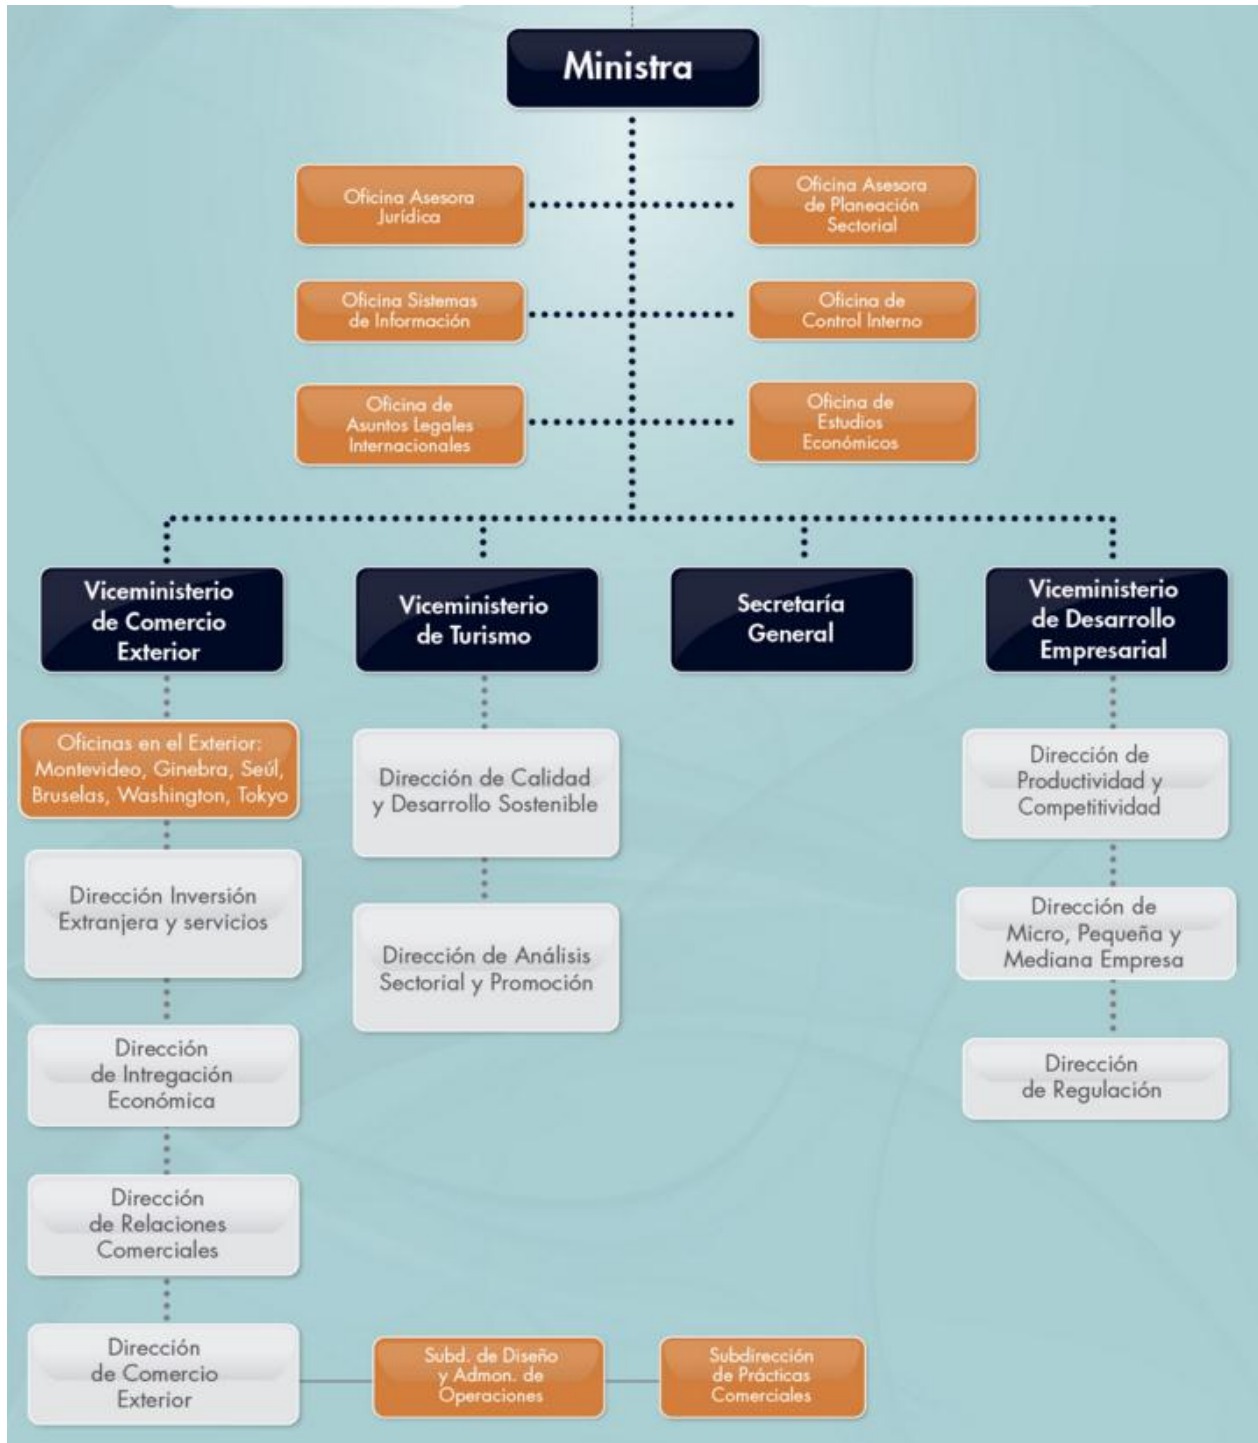 Ministra
Oficina Asesora
Jurídica
Oficina Asesora
de Planeación
Sectorial
Oficina Sistemas
de Información
Oficina de
Control Interno
Oficina de
Asuntos Legales
Internacionales
Oficina de
Estudios
Económicos
Viceministerio
de Comercio
Exterior
Viceministerio
de Turismo
Secretaría
General
Viceministerio
de Desarrollo
Empresarial
Oficinas en el Exterior:
Montevideo, Ginebra, Seúl,
Bruselas, Washington, Tokyo
Dirección Inversión
Extranjera y servicios
Dirección
de Intregación
Económica
Dirección
de Relaciones
Comerciales
Dirección
de Comercio
Exterior
Subd. de Diseño
y Admon. de
Operaciones
Subdirección
de Prácticas
Comerciales
Dirección de Calidad
y Desarrollo Sostenible
Dirección de Análisis
Sectorial y Promoción
Dirección de
Productividad y
Competitividad
Dirección de
Micro, Pequeña y
Mediana Empresa
Dirección
de Regulación